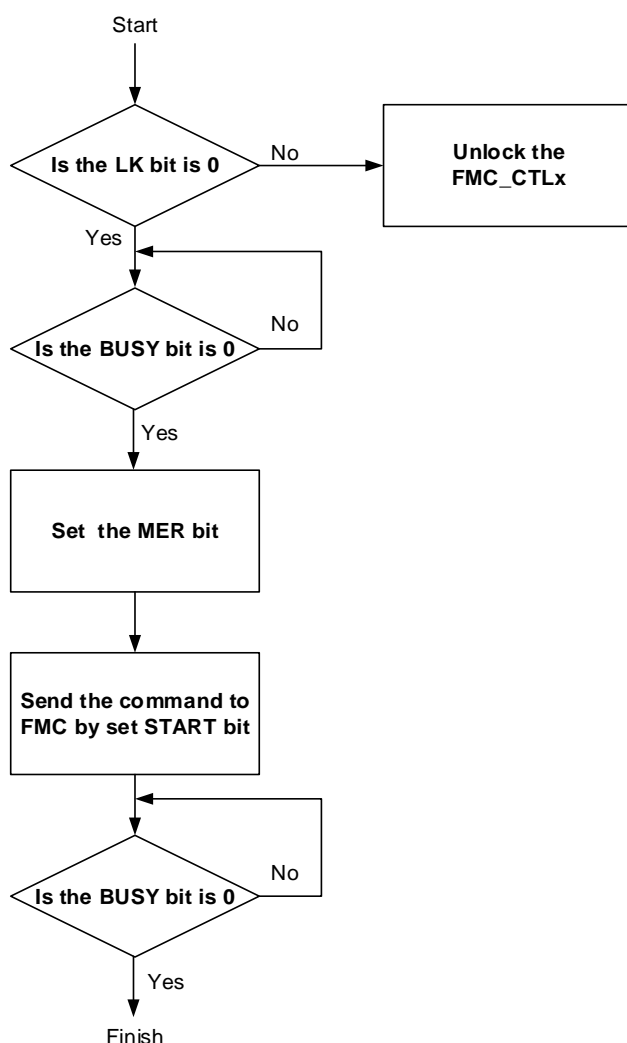 Start
Is the LK bit is 0
No
Unlock the
FMC_CTLx
Yes
No
Is the BUSY bit is 0
Yes
Set the MER bit
Send the command to
FMC by set START bit
No
Is the BUSY bit is 0
Yes
Finish